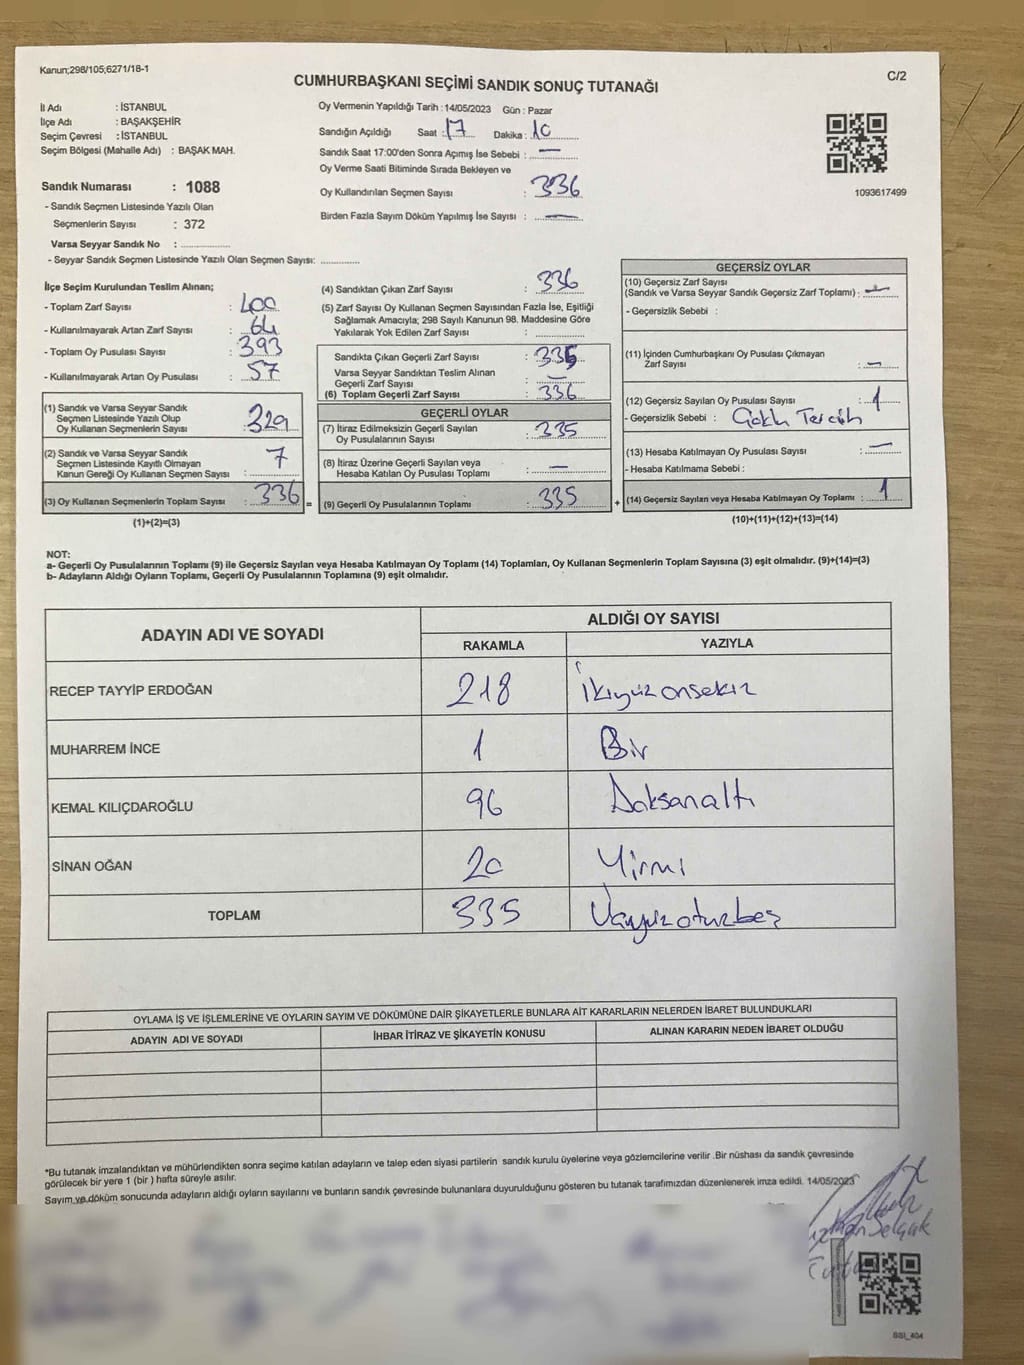 Kanun;298/105;6271/18-1
C/2
CUMHURBAŞKANI SEÇİMİ SANDIK SONUÇ TUTANAĞI
İl Adı : İSTANBUL
İlçe Adı : BAŞAKŞEHİR
Seçim Çevresi : İSTANBUL
Seçim Bölgesi (Mahalle Adı) : BAŞAK MAH.
Sandık Numarası : 1088
- Sandık Seçmen Listesinde Yazılı Olan
Seçmenlerin Sayısı : 372
Varsa Seyyar Sandık No :
- Seyyar Sandık Seçmen Listesinde Yazılı Olan Seçmen Sayısı:
Oy Vermenin Yapıldığı Tarih : 14/05/2023 Gün : Pazar
Sandığın Açıldığı Saat : 17 Dakika : 10
Sandık Saat 17:00'den Sonra Açımış İse Sebebi : —
Oy Verme Saati Bitiminde Sırada Bekleyen ve
Oy Kullandırılan Seçmen Sayısı : 336
Birden Fazla Sayım Döküm Yapılmış İse Sayısı : —
1093617499
İlçe Seçim Kurulundan Teslim Alınan;
- Toplam Zarf Sayısı : 400
- Kullanılmayarak Artan Zarf Sayısı : 64
- Toplam Oy Pusulası Sayısı : 393
- Kullanılmayarak Artan Oy Pusulası : 57
(1) Sandık ve Varsa Seyyar Sandık
Seçmen Listesinde Yazılı Olup
Oy Kullanan Seçmenlerin Sayısı : 329
(2) Sandık ve Varsa Seyyar Sandık
Seçmen Listesinde Kayıtlı Olmayan
Kanun Gereği Oy Kullanan Seçmen Sayısı : 7
(3) Oy Kullanan Seçmenlerin Toplam Sayısı : 336 =
(1)+(2)=(3)
(4) Sandıktan Çıkan Zarf Sayısı : 336
(5) Zarf Sayısı Oy Kullanan Seçmen Sayısından Fazla İse, Eşitliği
Sağlamak Amacıyla; 298 Sayılı Kanunun 98. Maddesine Göre
Yakılarak Yok Edilen Zarf Sayısı :
Sandıkta Çıkan Geçerli Zarf Sayısı : 336
Varsa Seyyar Sandıktan Teslim Alınan
Geçerli Zarf Sayısı : —
(6) Toplam Geçerli Zarf Sayısı : 336
GEÇERLİ OYLAR
(7) İtiraz Edilmeksizin Geçerli Sayılan
Oy Pusulalarının Sayısı : 335
(8) İtiraz Üzerine Geçerli Sayılan veya
Hesaba Katılan Oy Pusulası Toplamı : —
(9) Geçerli Oy Pusulalarının Toplamı : 335 +
GEÇERSİZ OYLAR
(10) Geçersiz Zarf Sayısı
(Sandık ve Varsa Seyyar Sandık Geçersiz Zarf Toplamı) : —
- Geçersizlik Sebebi :
(11) İçinden Cumhurbaşkanı Oy Pusulası Çıkmayan
Zarf Sayısı : —
(12) Geçersiz Sayılan Oy Pusulası Sayısı : 1
- Geçersizlik Sebebi : Çoklu Tercih
(13) Hesaba Katılmayan Oy Pusulası Sayısı : —
- Hesaba Katılmama Sebebi :
(14) Geçersiz Sayılan veya Hesaba Katılmayan Oy Toplamı : 1
(10)+(11)+(12)+(13)=(14)
NOT:
a- Geçerli Oy Pusulalarının Toplamı (9) ile Geçersiz Sayılan veya Hesaba Katılmayan Oy Toplamı (14) Toplamları, Oy Kullanan Seçmenlerin Toplam Sayısına (3) eşit olmalıdır. (9)+(14)=(3)
b- Adayların Aldığı Oyların Toplamı, Geçerli Oy Pusulalarının Toplamına (9) eşit olmalıdır.
ADAYIN ADI VE SOYADI
ALDIĞI OY SAYISI
RAKAMLA YAZIYLA
RECEP TAYYİP ERDOĞAN 218 İkiyüzonsekiz
MUHARREM İNCE 1 Bir
KEMAL KILIÇDAROĞLU 96 Doksanaltı
SİNAN OĞAN 20 Yirmi
TOPLAM 335 Üçyüzotuzbeş
OYLAMA İŞ VE İŞLEMLERİNE VE OYLARIN SAYIM VE DÖKÜMÜNE DAİR ŞİKAYETLERLE BUNLARA AİT KARARLARIN NELERDEN İBARET BULUNDUKLARI
ADAYIN ADI VE SOYADI İHBAR İTİRAZ VE ŞİKAYETİN KONUSU ALINAN KARARIN NEDEN İBARET OLDUĞU
*Bu tutanak imzalandıktan ve mühürlendikten sonra seçime katılan adayların ve talep eden siyasi partilerin sandık kurulu üyelerine veya gözlemcilerine verilir .Bir nüshası da sandık çevresinde
görülecek bir yere 1 (bir ) hafta süreyle asılır.
Sayım ve döküm sonucunda adayların aldığı oyların sayılarını ve bunların sandık çevresinde bulunanlara duyurulduğunu gösteren bu tutanak tarafımızdan düzenlenerek imza edildi. 14/05/2023
Selçuk
SSI_404